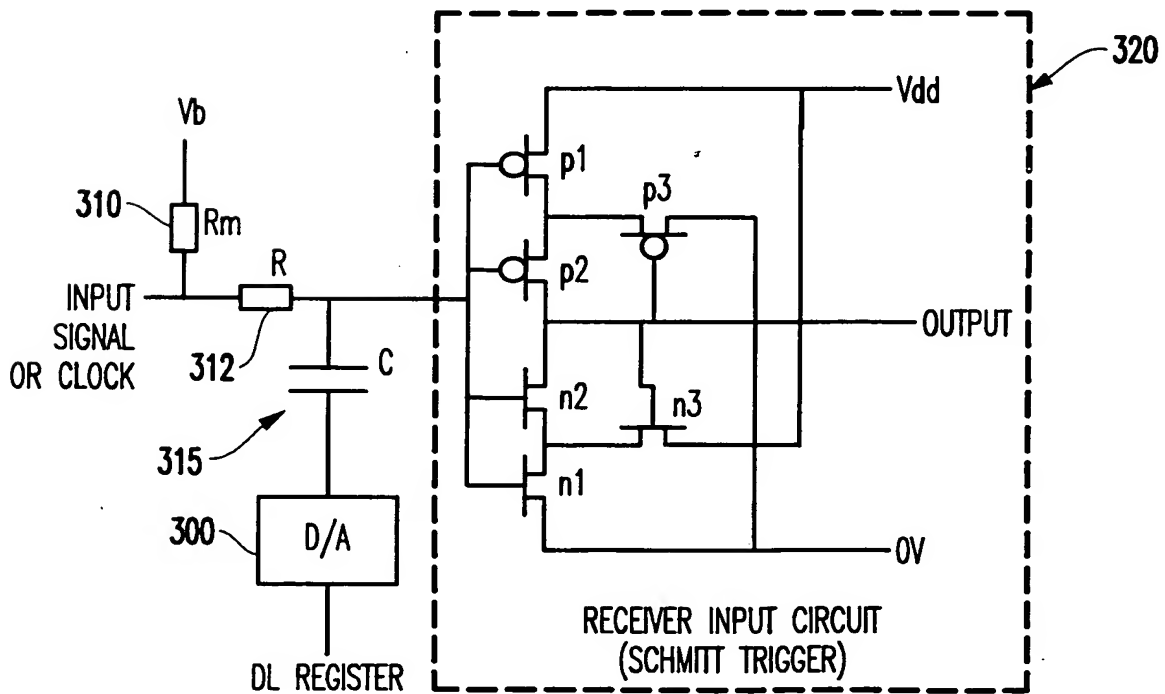 320
Vdd
Vb
p1
p3
310
Rm
R
p2
INPUT
SIGNAL
OR CLOCK
OUTPUT
312
C
n2
n3
315
n1
300
D/A
0V
RECEIVER INPUT CIRCUIT
(SCHMITT TRIGGER)
DL REGISTER